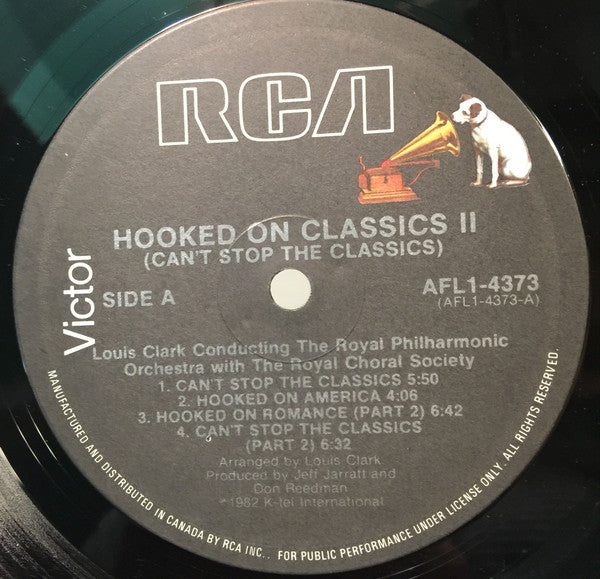 RCA
Victor
HOOKED ON CLASSICS II
(CAN'T STOP THE CLASSICS)
SIDE A
AFL1-4373
(AFL1-4373-A)
Louis Clark Conducting The Royal Philharmonic
Orchestra with The Royal Choral Society
1. CAN'T STOP THE CLASSICS 5:50
2. HOOKED ON AMERICA 4:06
3. HOOKED ON ROMANCE (PART 2) 6:42
4. CAN'T STOP THE CLASSICS
(PART 2) 6:32
Arranged by Louis Clark
Produced by Jeff Jarratt and
Don Reedman
°1982 K-tel International
MANUFACTURED AND DISTRIBUTED IN CANADA BY RCA INC.. FOR PUBLIC PERFORMANCE UNDER LICENSE ONLY. ALL RIGHTS RESERVED.